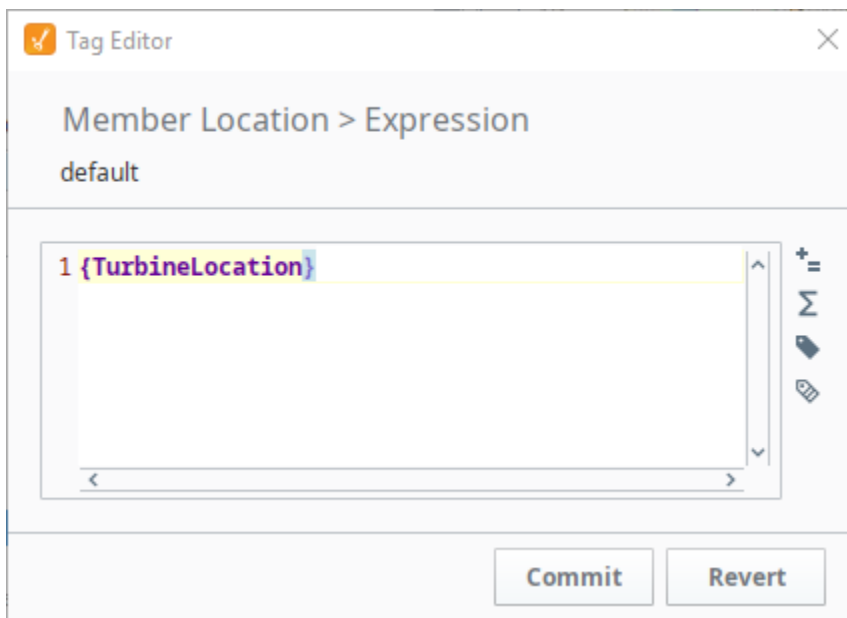 Tag Editor
Member Location > Expression
default
1 {TurbineLocation}
Commit Revert